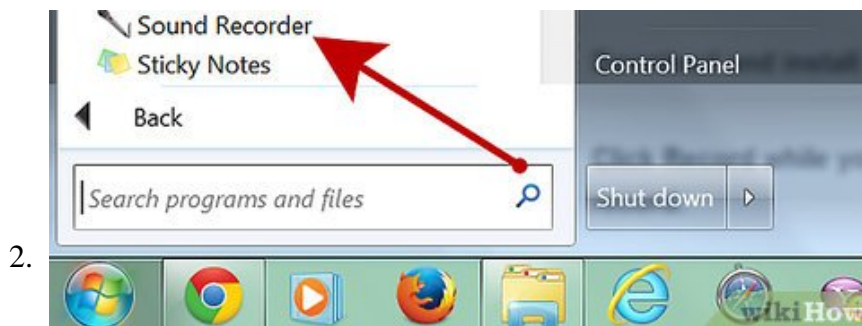 Sound Recorder
Sticky Notes
Control Panel
Back
Search programs and files
Shut down
2.
wikiHow